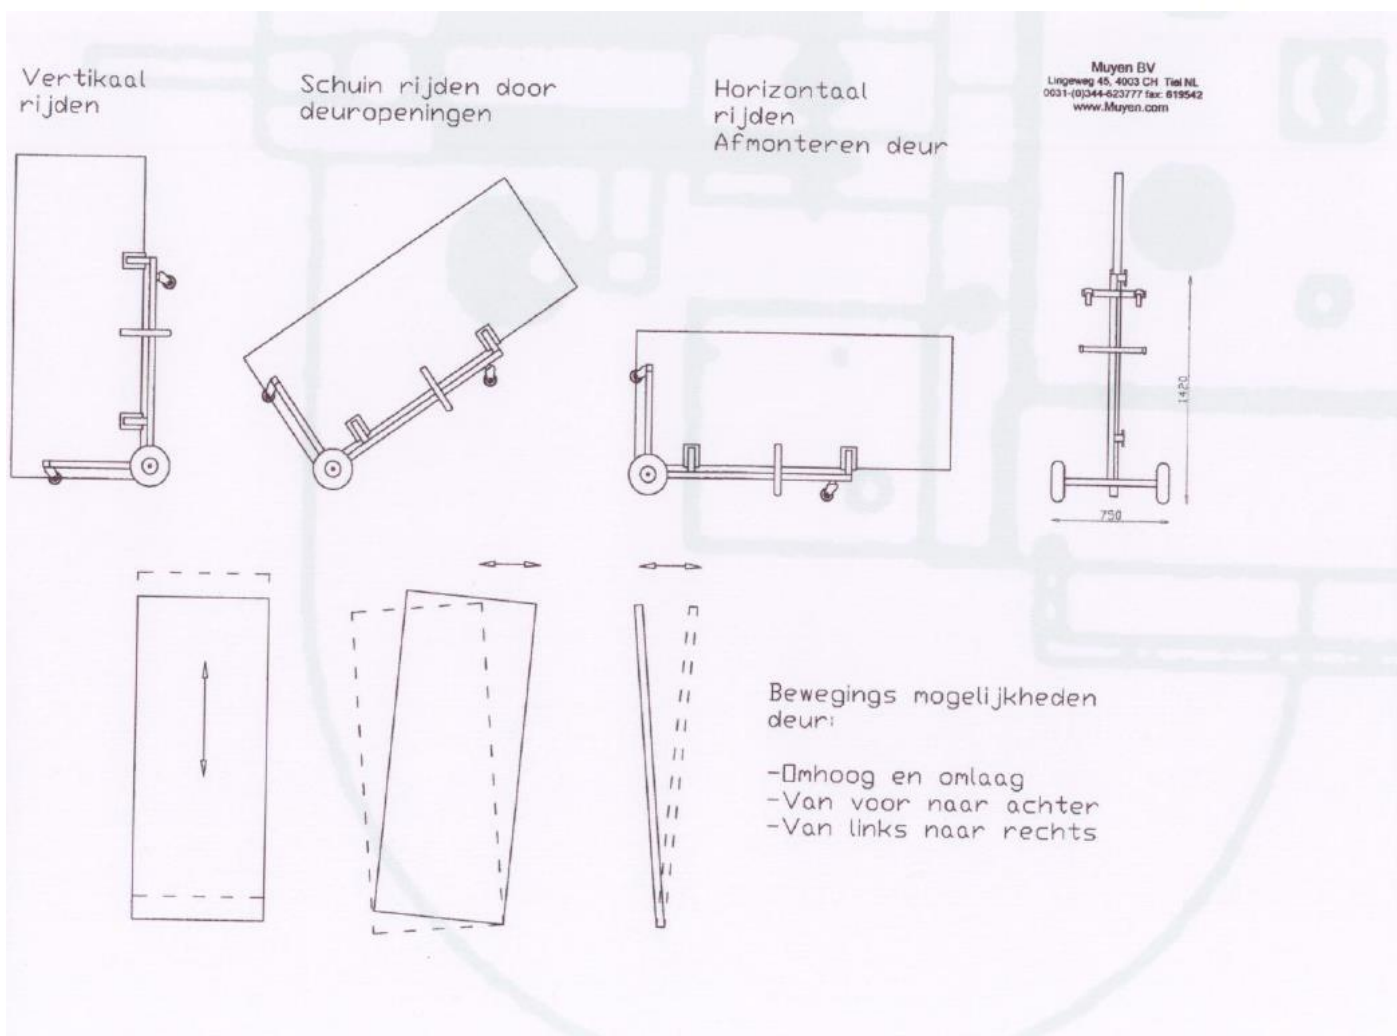 Vertikaal
rijden
Schuin rijden door
deuropeningen
Horizontaal
rijden
Afmonteren deur
Muyen BV
Lingeweg 45, 4003 CH Tiel NL
0031-(0)344-623777 fax: 619542
www.Muyen.com
1420
750
Bewegings mogelijkheden
deur:
-Omhoog en omlaag
-Van voor naar achter
-Van links naar rechts